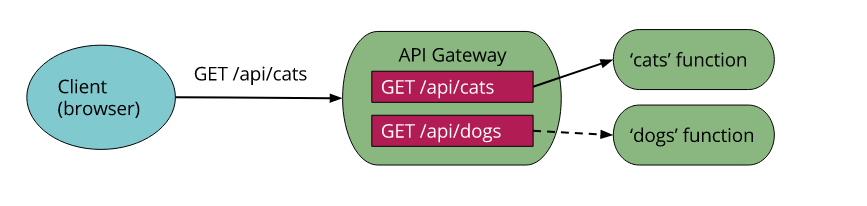 Client
(browser)
GET /api/cats
API Gateway
GET /api/cats
GET /api/dogs
‘cats’ function
‘dogs’ function